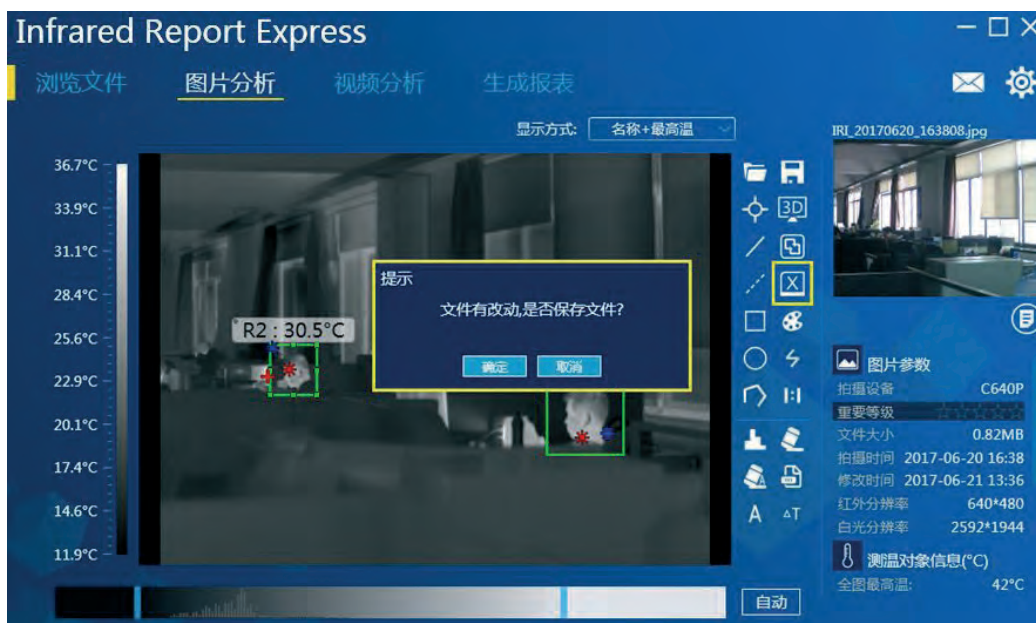 Infrared Report Express
浏览文件 图片分析 视频分析 生成报表
显示方式: 名称+最高温
IRI_20170620_163808.jpg
36.7°C
33.9°C
31.1°C
28.4°C
25.6°C
22.9°C
20.1°C
17.4°C
14.6°C
11.9°C
R2 : 30.5°C
提示
文件有改动,是否保存文件?
确定 取消
3D
X
1:1
A ΔT
自动
图片参数
拍摄设备 C640P
重要等级
文件大小 0.82MB
拍摄时间 2017-06-20 16:38
修改时间 2017-06-21 13:36
红外分辨率 640*480
白光分辨率 2592*1944
测温对象信息(°C)
全图最高温: 42°C